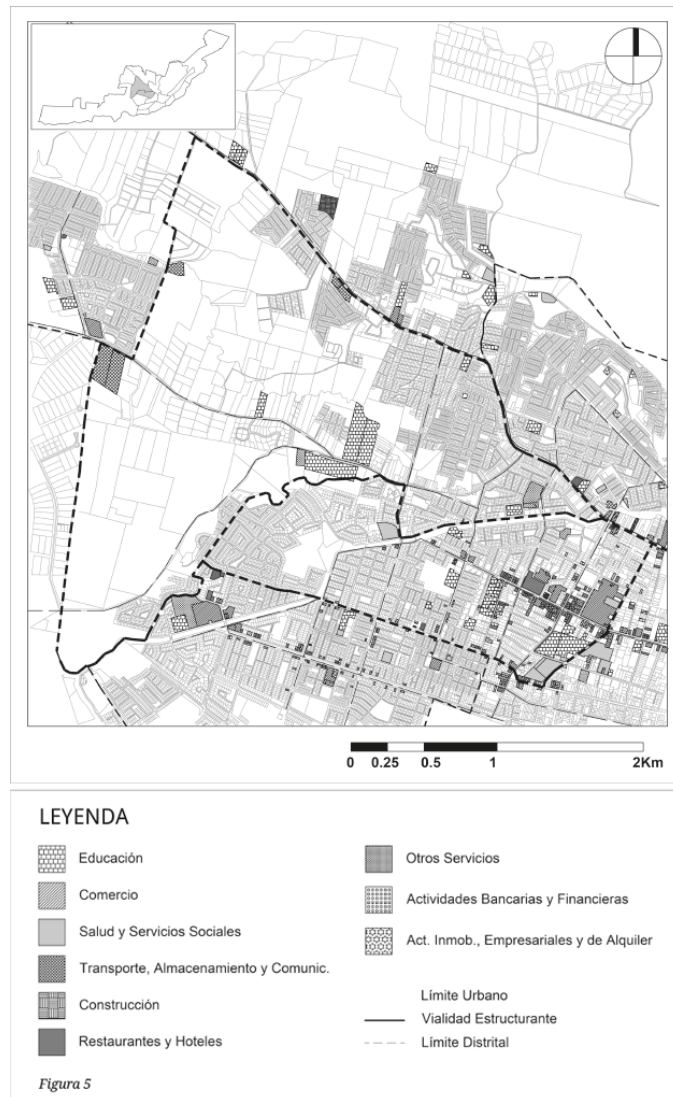 0 0.25 0.5 1 2Km
LEYENDA
Educación
Comercio
Salud y Servicios Sociales
Transporte, Almacenamiento y Comunic.
Construcción
Restaurantes y Hoteles
Otros Servicios
Actividades Bancarias y Financieras
Act. Inmob., Empresariales y de Alquiler
Límite Urbano
Vialidad Estructurante
Límite Distrital
Figura 5